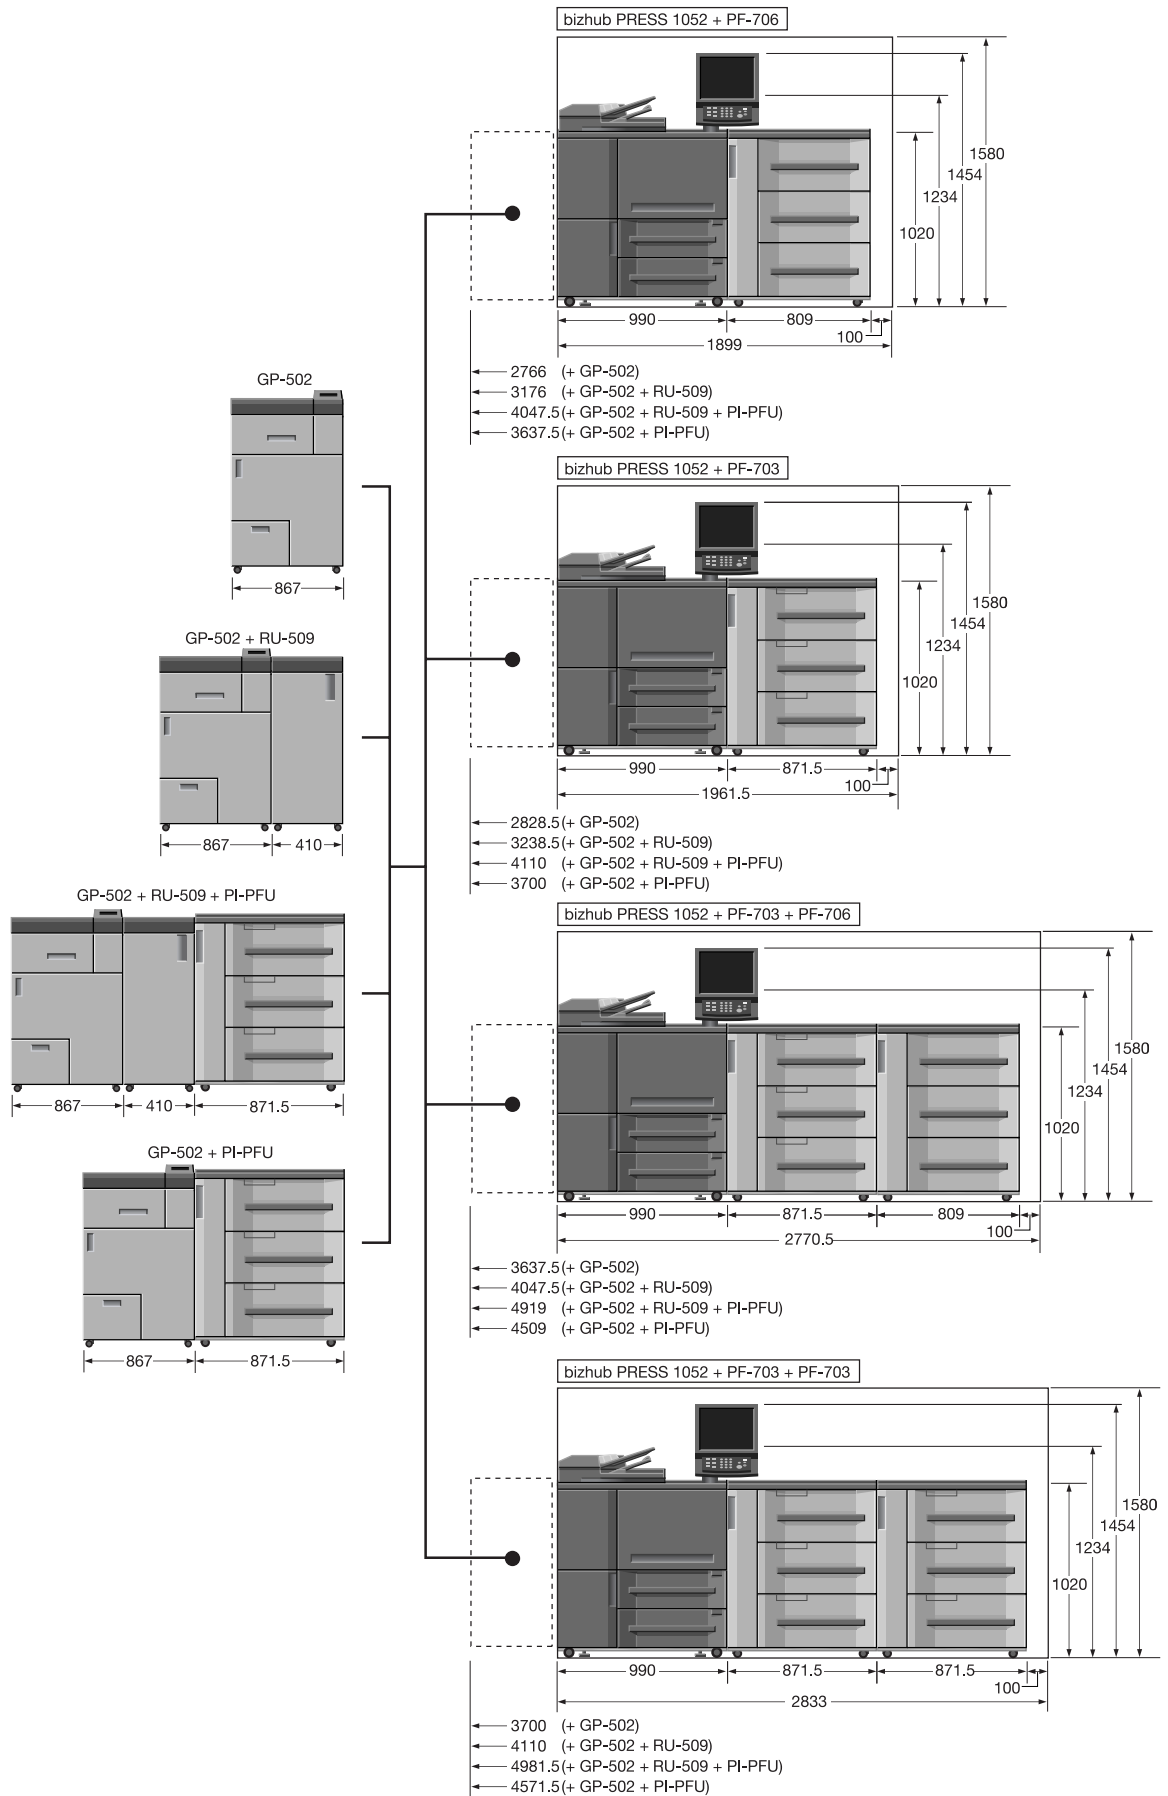 bizhub PRESS 1052 + PF-706
1580
1454
1234
1020
990
809
100
1899
2766 (+ GP-502)
3176 (+ GP-502 + RU-509)
4047.5 (+ GP-502 + RU-509 + PI-PFU)
3637.5 (+ GP-502 + PI-PFU)
GP-502
867
GP-502 + RU-509
867
410
GP-502 + RU-509 + PI-PFU
867
410
871.5
GP-502 + PI-PFU
867
871.5
bizhub PRESS 1052 + PF-703
1580
1454
1234
1020
990
871.5
100
1961.5
2828.5 (+ GP-502)
3238.5 (+ GP-502 + RU-509)
4110 (+ GP-502 + RU-509 + PI-PFU)
3700 (+ GP-502 + PI-PFU)
bizhub PRESS 1052 + PF-703 + PF-706
1580
1454
1234
1020
990
871.5
809
100
2770.5
3637.5 (+ GP-502)
4047.5 (+ GP-502 + RU-509)
4919 (+ GP-502 + RU-509 + PI-PFU)
4509 (+ GP-502 + PI-PFU)
bizhub PRESS 1052 + PF-703 + PF-703
1580
1454
1234
1020
990
871.5
871.5
100
2833
3700 (+ GP-502)
4110 (+ GP-502 + RU-509)
4981.5 (+ GP-502 + RU-509 + PI-PFU)
4571.5 (+ GP-502 + PI-PFU)